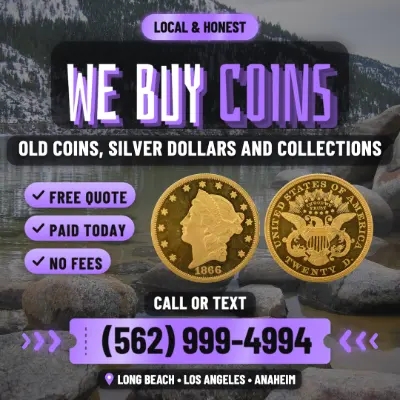 LOCAL & HONEST
WE BUY COINS
OLD COINS, SILVER DOLLARS AND COLLECTIONS
FREE QUOTE
PAID TODAY
NO FEES
1866
UNITED STATES OF AMERICA
TWENTY D.
CALL OR TEXT
(562) 999-4994
LONG BEACH • LOS ANGELES • ANAHEIM